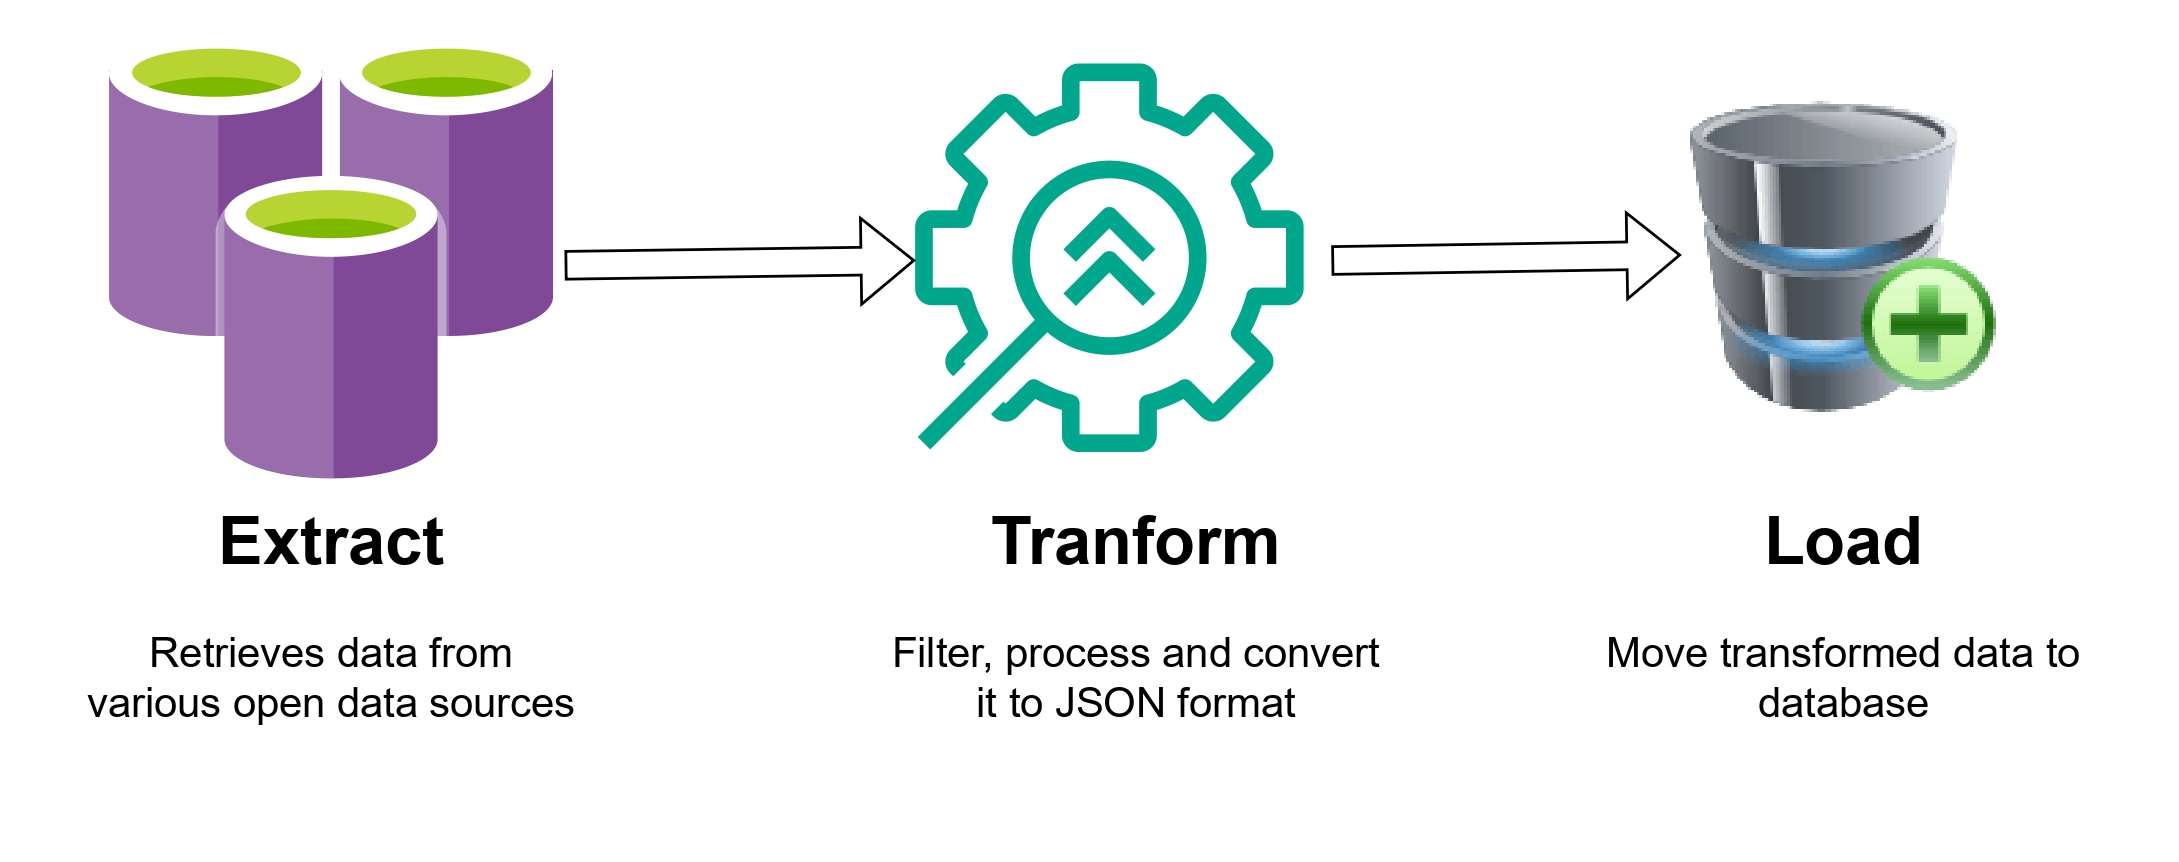 Extract
Tranform
Load
Retrieves data from
various open data sources
Filter, process and convert
it to JSON format
Move transformed data to
database